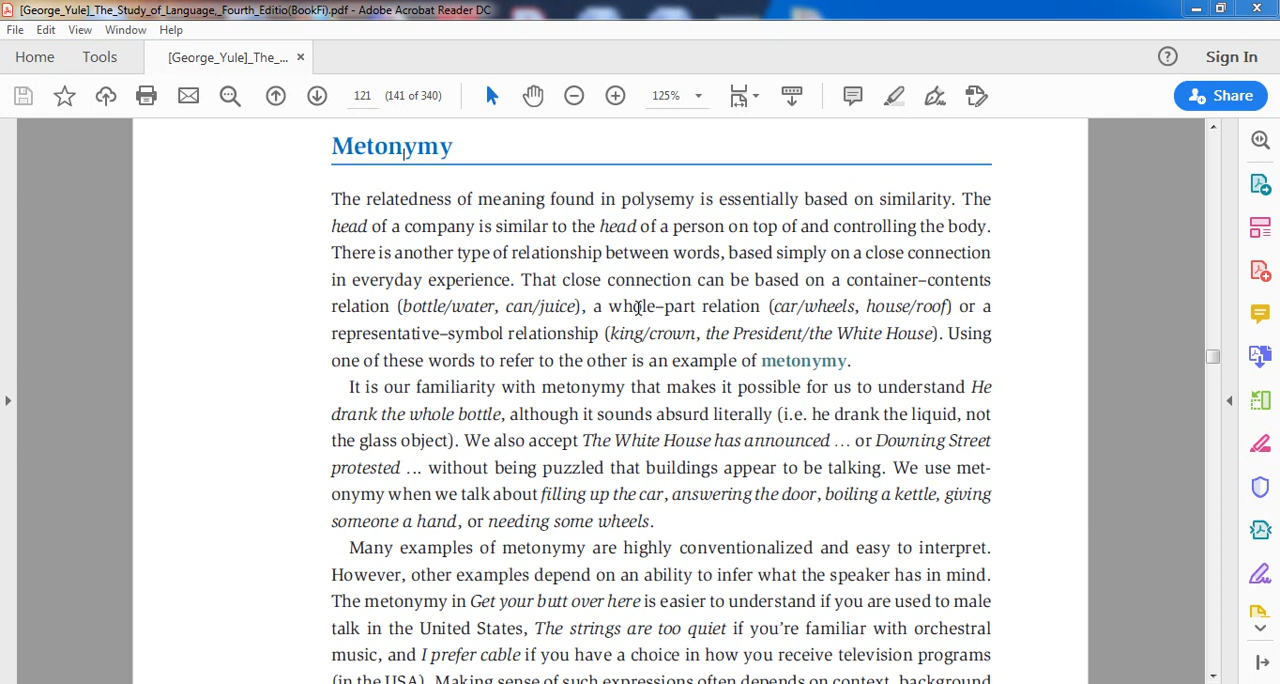 [George_Yule]_The_Study_of_Language,_Fourth_Editio(BookFi).pdf - Adobe Acrobat Reader DC
File Edit View Window Help
Home Tools [George_Yule]_The_... × Sign In
121 (141 of 340) 125% Share
Metonymy
The relatedness of meaning found in polysemy is essentially based on similarity. The
head of a company is similar to the head of a person on top of and controlling the body.
There is another type of relationship between words, based simply on a close connection
in everyday experience. That close connection can be based on a container–contents
relation (bottle/water, can/juice), a whole–part relation (car/wheels, house/roof) or a
representative–symbol relationship (king/crown, the President/the White House). Using
one of these words to refer to the other is an example of metonymy.
It is our familiarity with metonymy that makes it possible for us to understand He
drank the whole bottle, although it sounds absurd literally (i.e. he drank the liquid, not
the glass object). We also accept The White House has announced … or Downing Street
protested … without being puzzled that buildings appear to be talking. We use met-
onymy when we talk about filling up the car, answering the door, boiling a kettle, giving
someone a hand, or needing some wheels.
Many examples of metonymy are highly conventionalized and easy to interpret.
However, other examples depend on an ability to infer what the speaker has in mind.
The metonymy in Get your butt over here is easier to understand if you are used to male
talk in the United States, The strings are too quiet if you're familiar with orchestral
music, and I prefer cable if you have a choice in how you receive television programs
(in the USA). Making sense of such expressions often depends on context, background